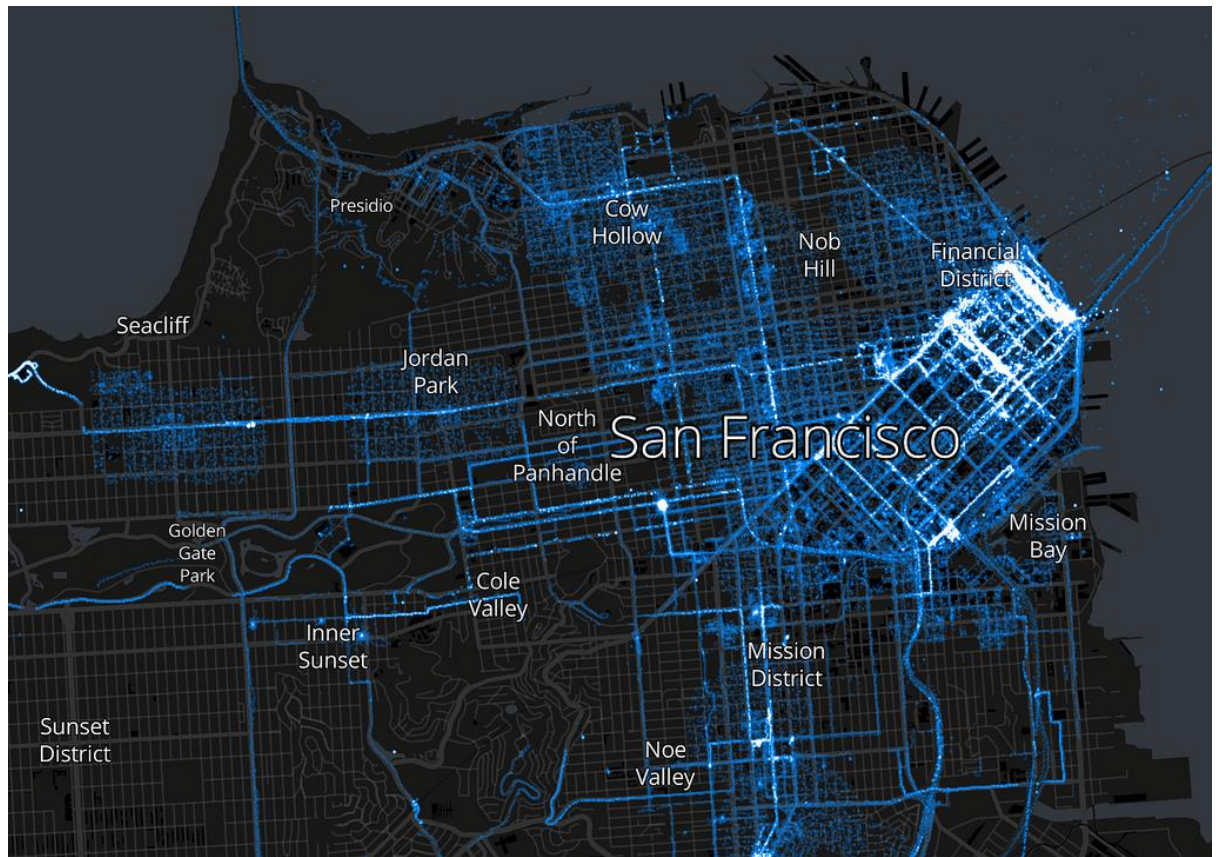 Presidio
Cow
Hollow
Nob
Hill
Financial
District
Seacliff
Jordan
Park
North
of
Panhandle
San Francisco
Golden
Gate
Park
Mission
Bay
Cole
Valley
Inner
Sunset
Mission
District
Sunset
District
Noe
Valley